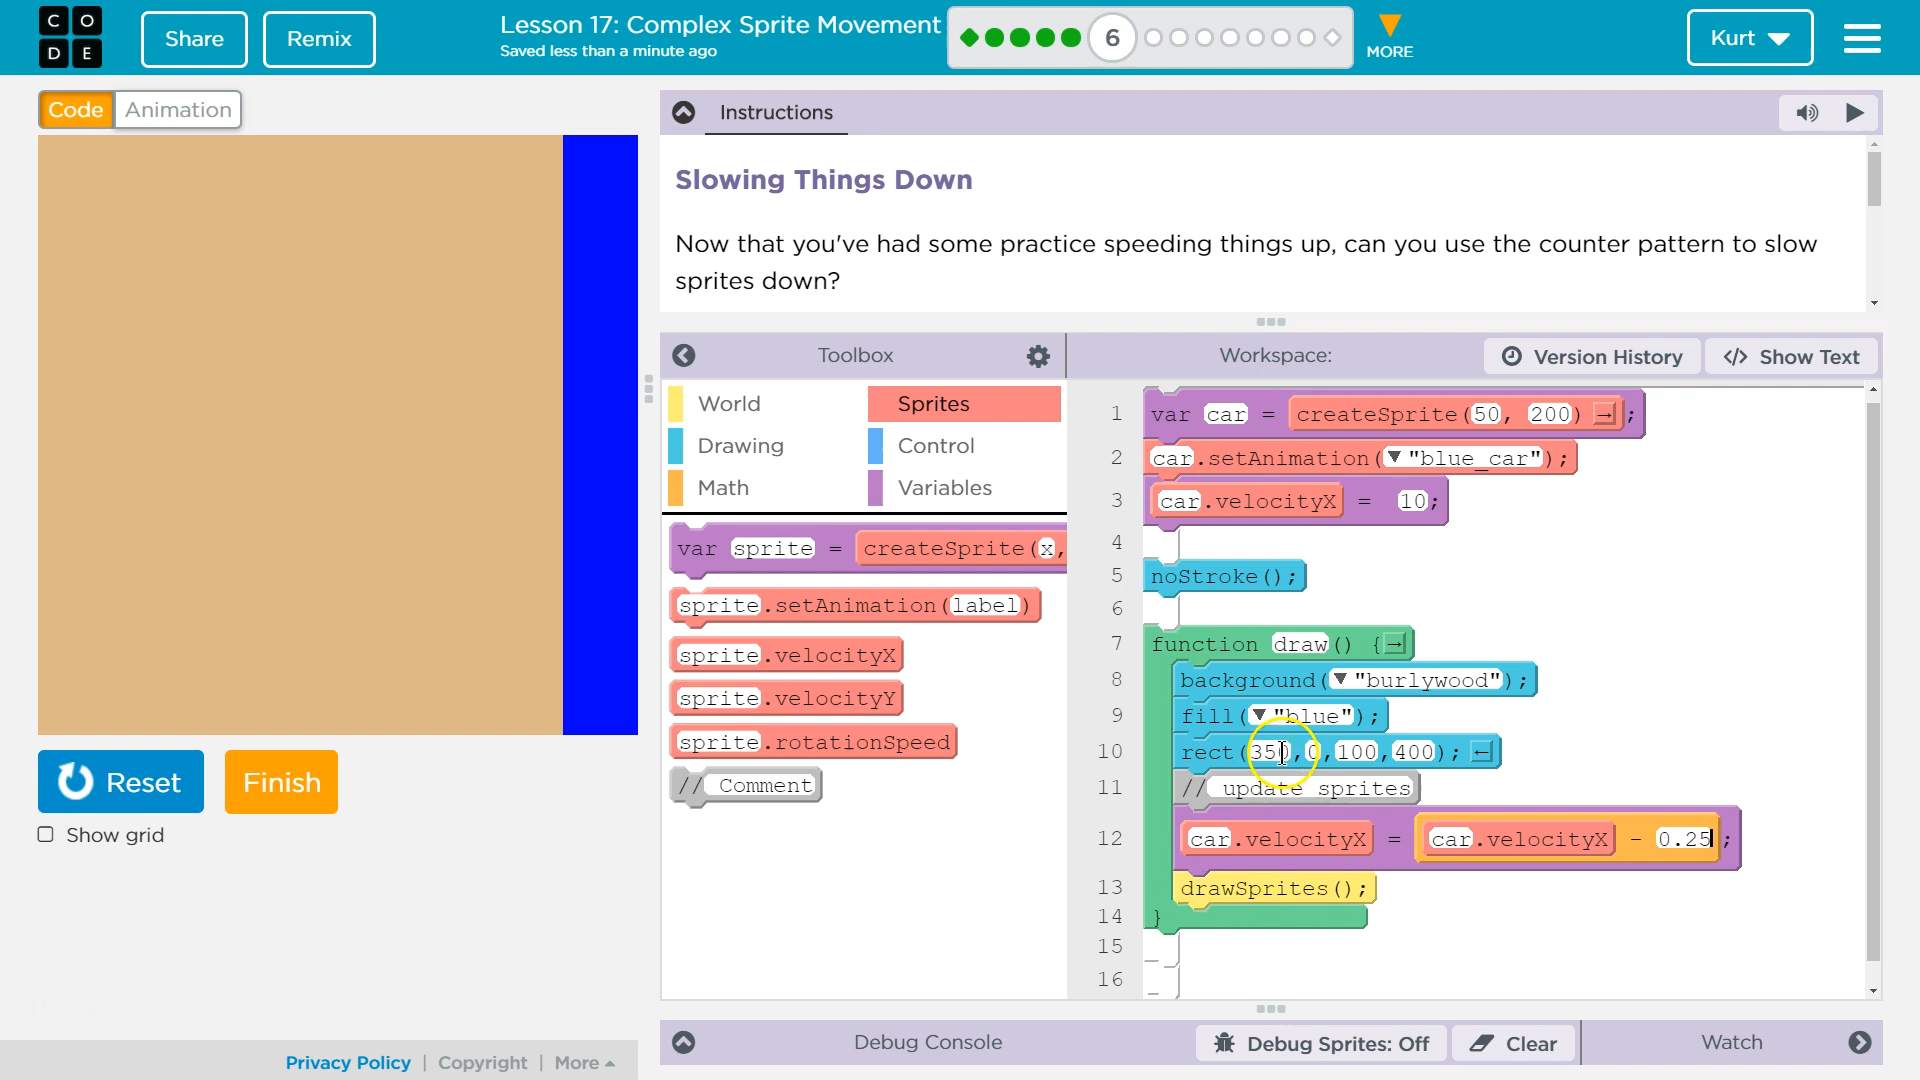 C O
D E
Share
Remix
Lesson 17: Complex Sprite Movement
Saved less than a minute ago
6
MORE
Kurt
Code
Animation
Instructions
Slowing Things Down
Now that you've had some practice speeding things up, can you use the counter pattern to slow
sprites down?
Toolbox
Workspace:
Version History
</> Show Text
World
Sprites
Drawing
Control
Math
Variables
var sprite = createSprite(x,
sprite.setAnimation(label)
sprite.velocityX
sprite.velocityY
sprite.rotationSpeed
// Comment
1 var car = createSprite(50, 200) → ;
2 car.setAnimation(▼ "blue_car");
3 car.velocityX = 10;
4
5 noStroke();
6
7 function draw() { →
8 background(▼ "burlywood");
9 fill(▼ "blue");
10 rect(350,0,100,400); ←
11 // update sprites
12 car.velocityX = car.velocityX - 0.25;
13 drawSprites();
14 }
15
16
Reset
Finish
Show grid
Privacy Policy | Copyright | More
Debug Console
Debug Sprites: Off
Clear
Watch